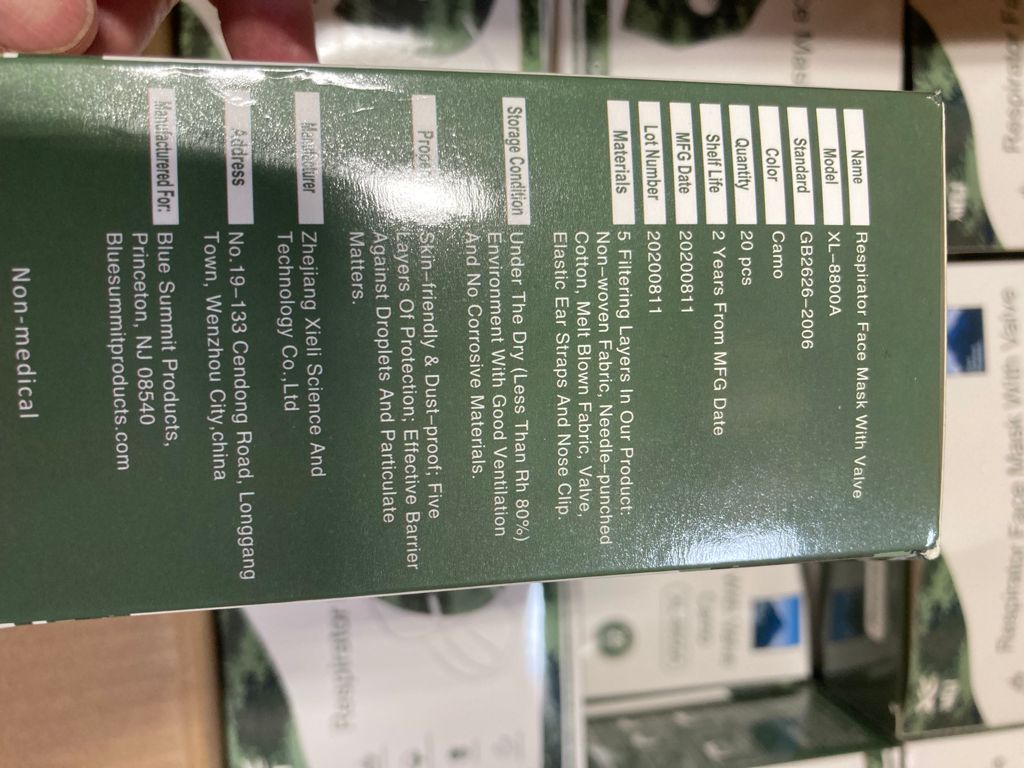 Name Respirator Face Mask With Valve
Model XL-8800A
Standard GB2626-2006
Color Camo
Quantity 20 pcs
Shelf Life 2 Years From MFG Date
MFG Date 20200811
Lot Number 20200811
Materials 5 Filtering Layers In Our Product:
Non-woven Fabric, Needle-punched
Cotton, Melt Blown Fabric, Valve,
Elastic Ear Straps And Nose Clip.
Storage Condition Under The Dry (Less Than Rh 80%)
Environment With Good Ventilation
And No Corrosive Materials.
Skin-friendly & Dust-proof; Five
Layers Of Protection; Effective Barrier
Against Droplets And Particulate
Matters.
Zhejiang Xieli Science And
Technology Co.,Ltd
Address No.19-133 Cendong Road, Longgang
Town, Wenzhou City,china
Manufacturered For: Blue Summit Products,
Princeton, NJ 08540
Bluesummitproducts.com
Non-medical
Respirator Face Mask With Valve
Respirator
With Valve
Camo
Respirator Fa